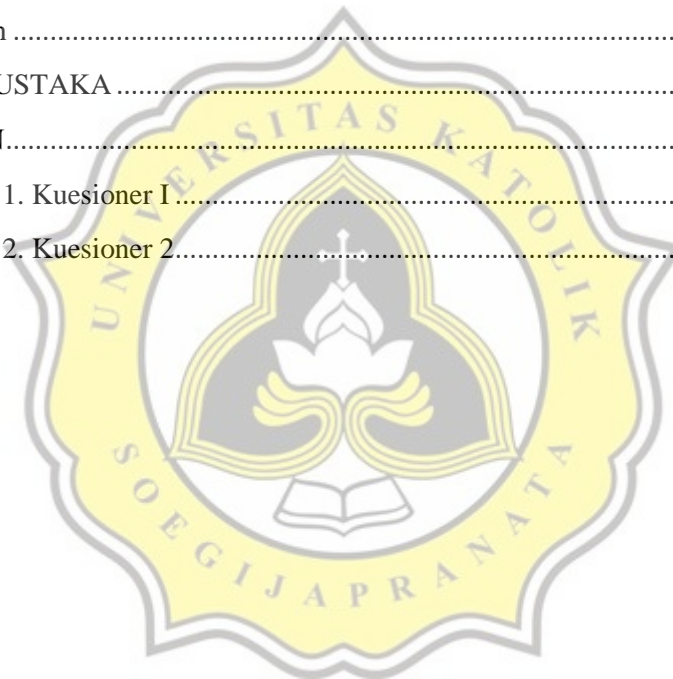 n ................................................................................
USTAKA ................................................................
N................................................................................
1. Kuesioner I ................................................................
2. Kuesioner 2................................................................
UNIVERSITAS KATOLIK
SOEGIJAPRANATA